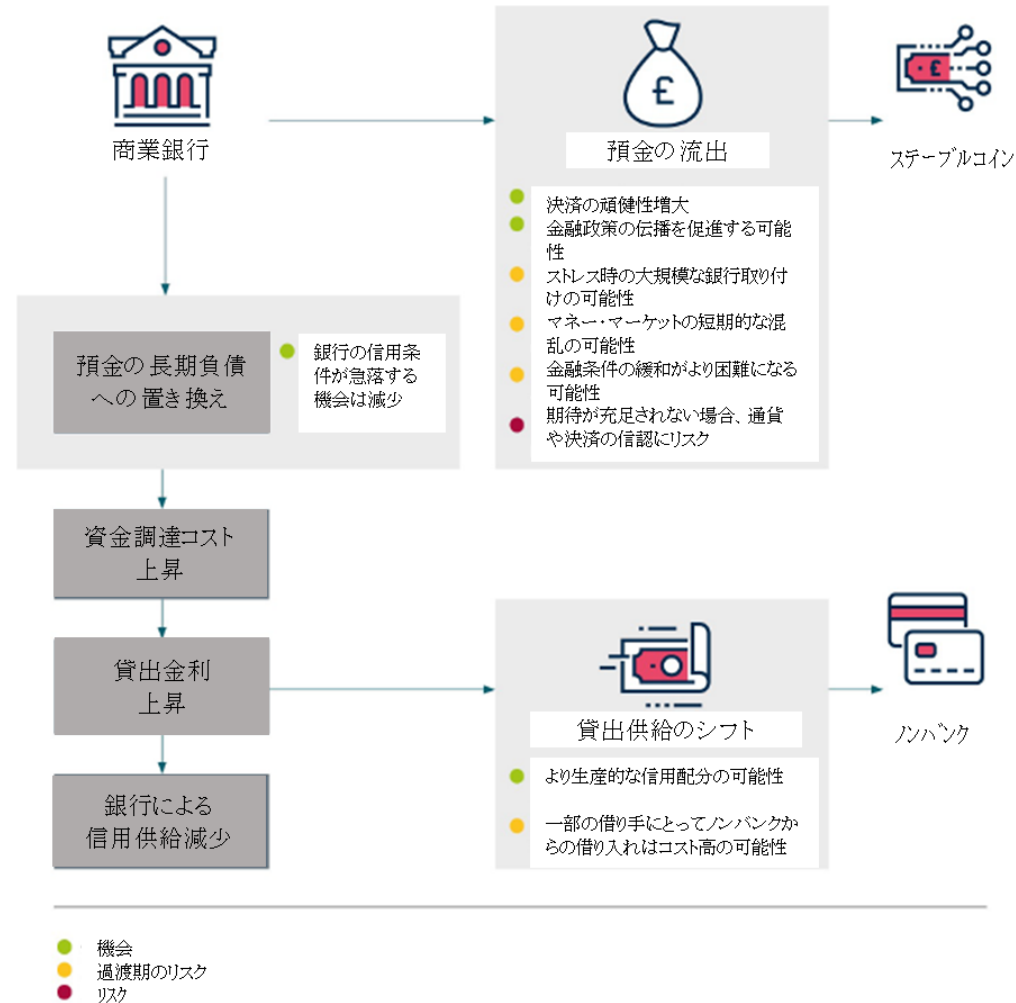 商業銀行
£
預金の流出
£
ステーブルコイン
決済の頑健性増大
金融政策の伝播を促進する可能
性
ストレス時の大規模な銀行取り付
けの可能性
マネー・マーケットの短期的な混
乱の可能性
金融条件の緩和がより困難になる
可能性
期待が充足されない場合、通貨
や決済の信認にリスク
預金の長期負債
への置き換え
銀行の信用条
件が急落する
機会は減少
資金調達コスト
上昇
貸出金利
上昇
貸出供給のシフト
ノンバンク
より生産的な信用配分の可能性
一部の借り手にとってノンバンクか
らの借り入れはコスト高の可能性
銀行による
信用供給減少
機会
過渡期のリスク
リスク